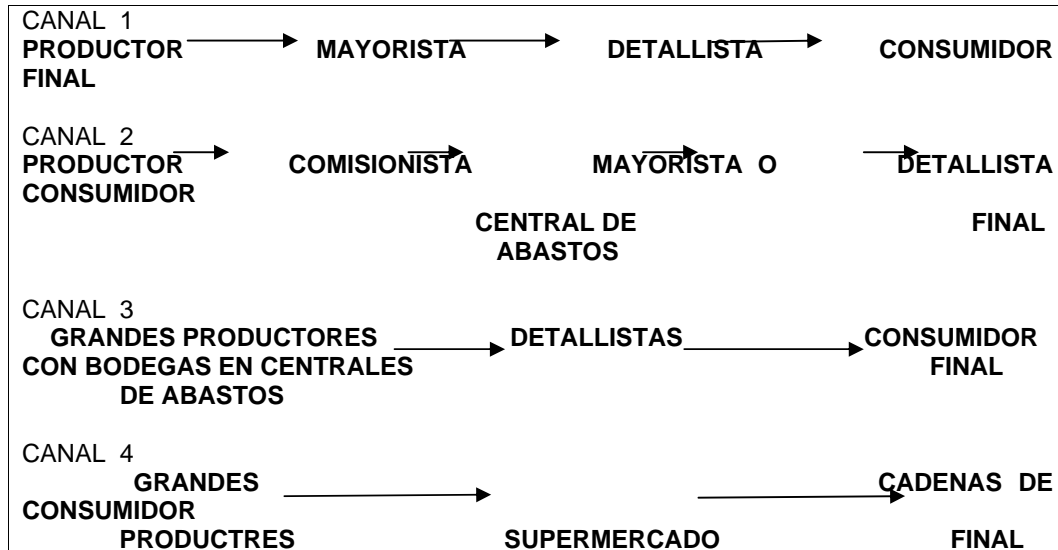 CANAL 1
PRODUCTOR MAYORISTA DETALLISTA CONSUMIDOR
FINAL
CANAL 2
PRODUCTOR COMISIONISTA MAYORISTA O DETALLISTA
CONSUMIDOR
CENTRAL DE FINAL
ABASTOS
CANAL 3
GRANDES PRODUCTORES DETALLISTAS CONSUMIDOR
CON BODEGAS EN CENTRALES FINAL
DE ABASTOS
CANAL 4
GRANDES CADENAS DE
CONSUMIDOR
PRODUCTRES SUPERMERCADO FINAL